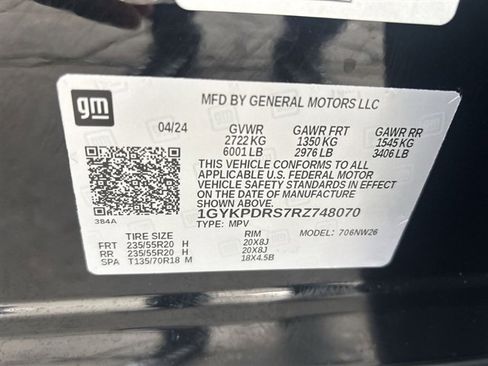 gm
MFD BY GENERAL MOTORS LLC
04/24 GVWR GAWR FRT GAWR RR
2722 KG 1350 KG 1545 KG
6001 LB 2976 LB 3406 LB
THIS VEHICLE CONFORMS TO ALL
APPLICABLE U.S. FEDERAL MOTOR
VEHICLE SAFETY STANDARDS IN EFFECT
ON THE DATE OF MANUFACTURE
SHOWN ABOVE.
1GYKPDRS7RZ748070
TYPE: MPV MODEL: 706NW26
384A
TIRE SIZE RIM
FRT 235/55R20 H 20X8J
RR 235/55R20 H 20X8J
SPA T135/70R18 M 18X4.5B